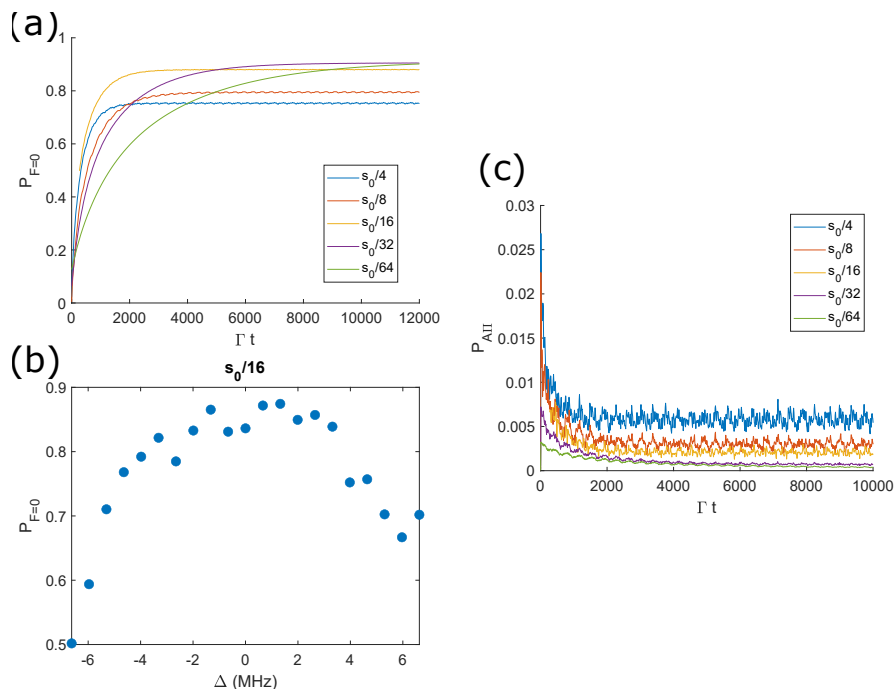 (a)
1
0.8
0.6
0.4
0.2
0
P_F=0
s_0/4
s_0/8
s_0/16
s_0/32
s_0/64
0 2000 4000 6000 8000 10000 12000
Γ t
(b)
s_0/16
0.9
0.8
0.7
0.6
0.5
P_F=0
-6 -4 -2 0 2 4 6
Δ (MHz)
(c)
0.03
0.025
0.02
0.015
0.01
0.005
0
P_All
s_0/4
s_0/8
s_0/16
s_0/32
s_0/64
0 2000 4000 6000 8000 10000
Γ t